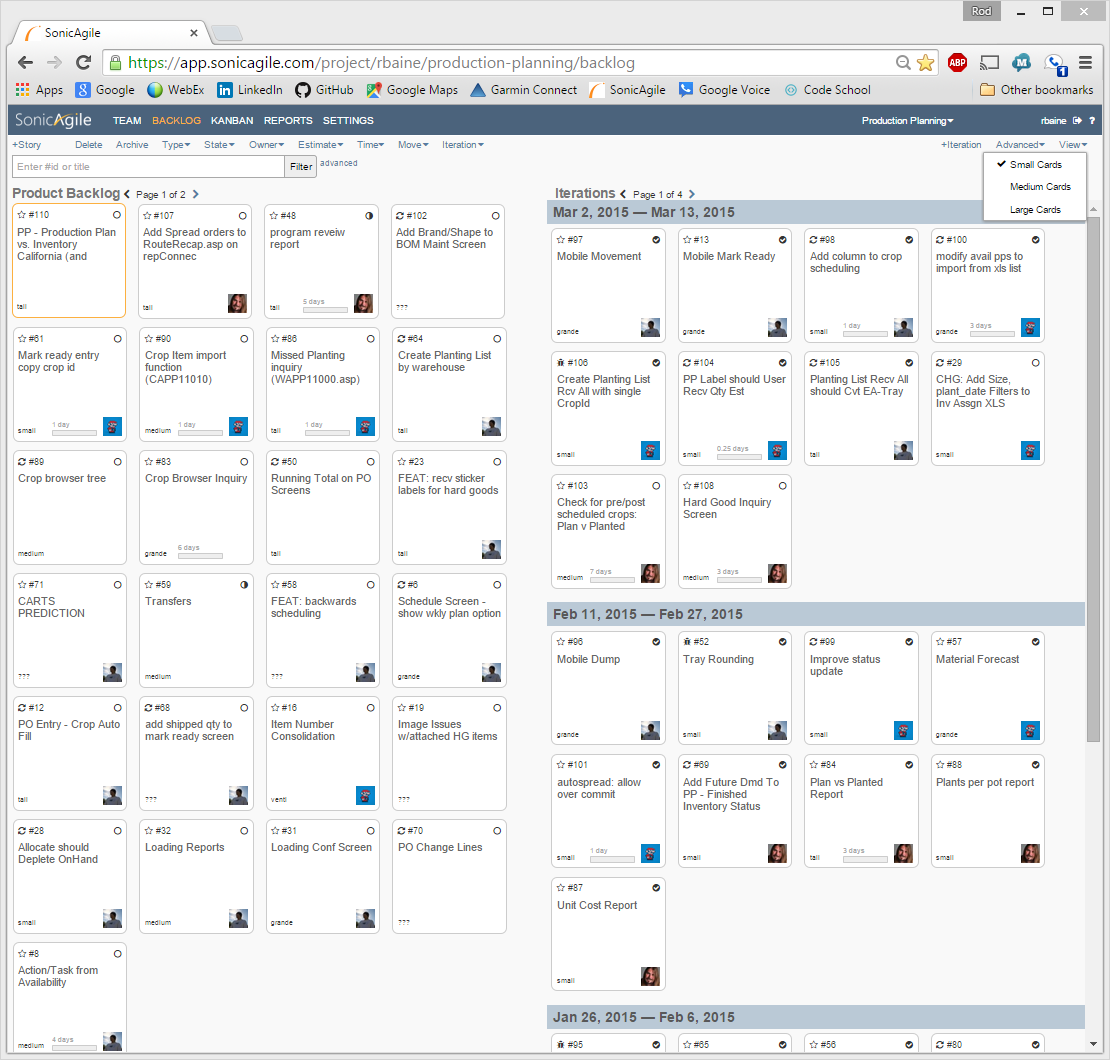 Rod
SonicAgile
https://app.sonicagile.com/project/rbaine/production-planning/backlog
ABP
M
1
Apps
Google
WebEx
LinkedIn
GitHub
Google Maps
Garmin Connect
SonicAgile
Google Voice
Code School
Other bookmarks
SonicAgile
TEAM
BACKLOG
KANBAN
REPORTS
SETTINGS
Production Planning
rbaine
?
+Story
Delete
Archive
Type
State
Owner
Estimate
Time
Move
Iteration
+Iteration
Advanced
View
Enter #id or title
Filter
advanced
Small Cards
Medium Cards
Large Cards
Product Backlog
Page 1 of 2
#110
PP - Production Plan
vs. Inventory
California (and
tall
#107
Add Spread orders to
RouteRecap.asp on
repConnec
tall
#48
program reveiw
report
tall
5 days
#102
Add Brand/Shape to
BOM Maint Screen
???
#61
Mark ready entry
copy crop id
small
1 day
#90
Crop Item import
function
(CAPP11010)
medium
1 day
#86
Missed Planting
inquiry
(WAPP11000.asp)
tall
1 day
#64
Create Planting List
by warehouse
tall
#89
Crop browser tree
medium
#83
Crop Browser Inquiry
grande
6 days
#50
Running Total on PO
Screens
tall
#23
FEAT: recv sticker
labels for hard goods
tall
#71
CARTS
PREDICTION
???
#59
Transfers
medium
#58
FEAT: backwards
scheduling
???
#6
Schedule Screen -
show wkly plan option
grande
#12
PO Entry - Crop Auto
Fill
tall
#68
add shipped qty to
mark ready screen
???
#16
Item Number
Consolidation
venti
#19
Image Issues
w/attached HG items
???
#28
Allocate should
Deplete OnHand
small
#32
Loading Reports
medium
#31
Loading Conf Screen
grande
#70
PO Change Lines
???
#8
Action/Task from
Availability
medium
4 days
Iterations
Page 1 of 4
Mar 2, 2015 — Mar 13, 2015
#97
Mobile Movement
grande
#13
Mobile Mark Ready
grande
#98
Add column to crop
scheduling
small
1 day
#100
modify avail pps to
import from xls list
grande
3 days
#106
Create Planting List
Rcv All with single
CropId
small
#104
PP Label should User
Recv Qty Est
small
0.25 days
#105
Planting List Recv All
should Cvt EA-Tray
tall
#29
CHG: Add Size,
plant_date Filters to
Inv Assgn XLS
small
#103
Check for pre/post
scheduled crops:
Plan v Planted
medium
7 days
#108
Hard Good Inquiry
Screen
medium
3 days
Feb 11, 2015 — Feb 27, 2015
#96
Mobile Dump
grande
#52
Tray Rounding
small
#99
Improve status
update
small
#57
Material Forecast
grande
#101
autospread: allow
over commit
small
1 day
#69
Add Future Dmd To
PP - Finished
Inventory Status
small
#84
Plan vs Planted
Report
tall
3 days
#88
Plants per pot report
small
#87
Unit Cost Report
small
Jan 26, 2015 — Feb 6, 2015
#95
#65
#56
#80